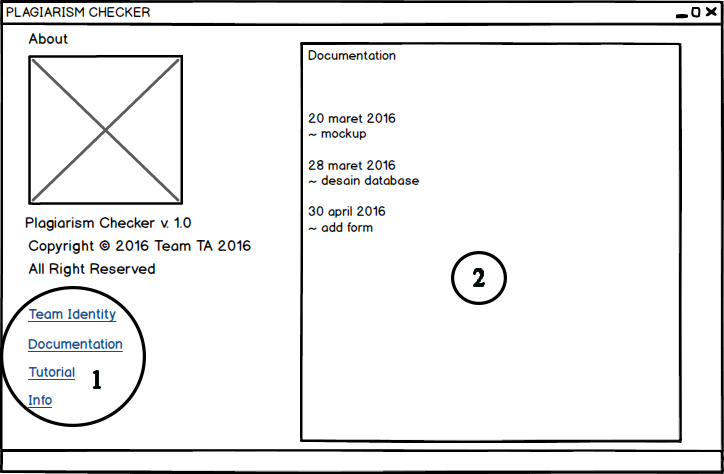 PLAGIARISM CHECKER
About
Plagiarism Checker v. 1.0
Copyright © 2016 Team TA 2016
All Right Reserved
Team Identity
Documentation
Tutorial
Info
1
Documentation
20 maret 2016
~ mockup
28 maret 2016
~ desain database
30 april 2016
~ add form
2